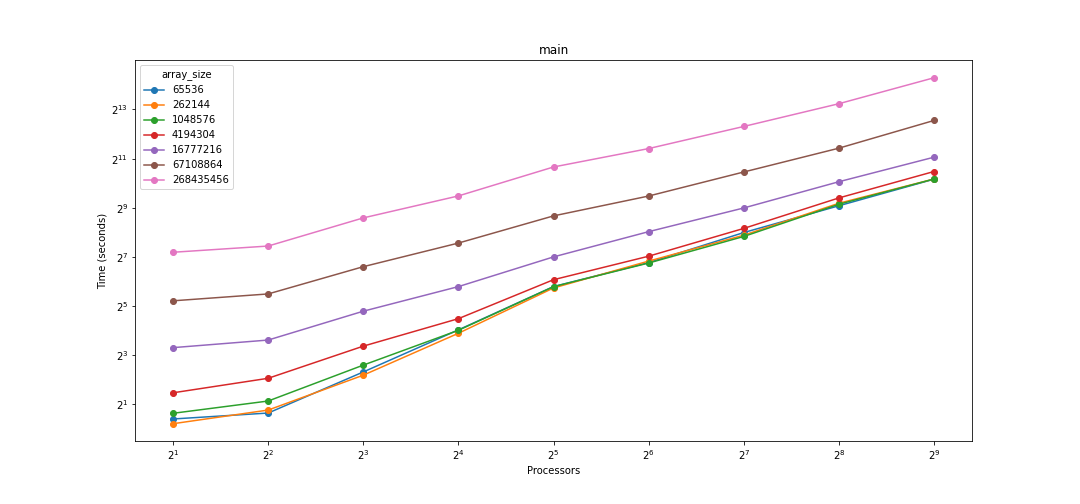 main
array_size
65536
262144
1048576
4194304
16777216
67108864
268435456
2^13
2^11
2^9
2^7
2^5
2^3
2^1
Time (seconds)
2^1 2^2 2^3 2^4 2^5 2^6 2^7 2^8 2^9
Processors